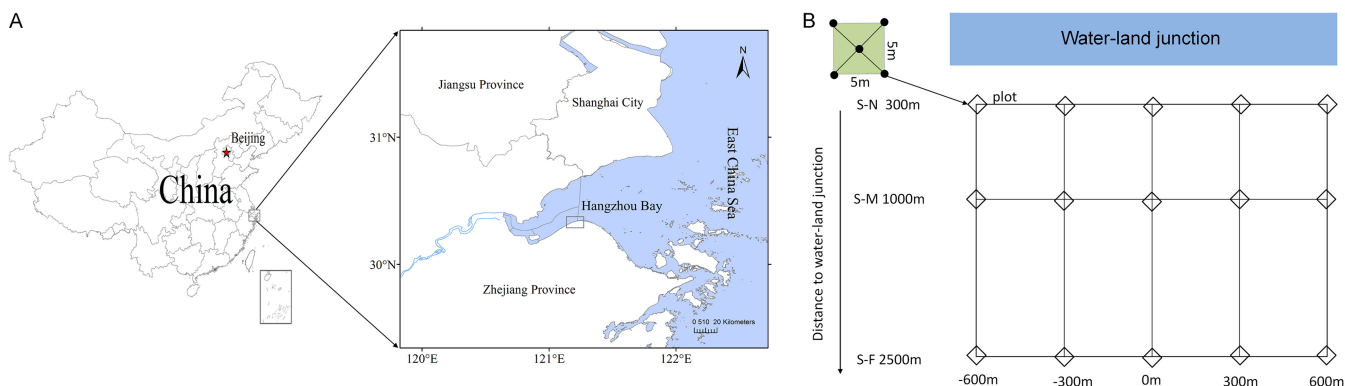 A
Beijing
China
N
Jiangsu Province
Shanghai City
31°N
East China Sea
Hangzhou Bay
30°N
Zhejiang Province
0 510 20 Kilometers
120°E
121°E
122°E
B
Water-land junction
5m
5m
plot
S-N 300m
S-M 1000m
Distance to water-land junction
S-F 2500m
-600m
-300m
0m
300m
600m